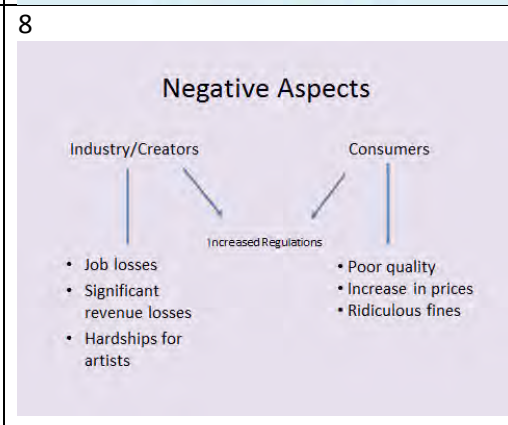 8
Negative Aspects
Industry/Creators
Consumers
Increased Regulations
• Job losses
• Significant
revenue losses
• Hardships for
artists
• Poor quality
• Increase in prices
• Ridiculous fines